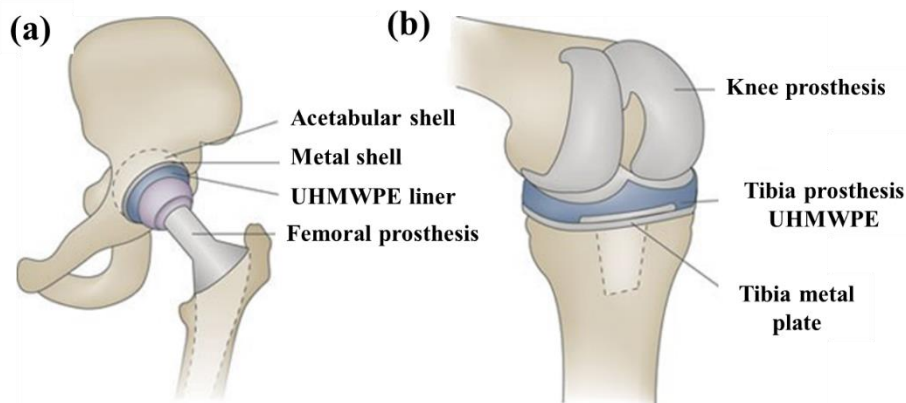 (a)
Acetabular shell
Metal shell
UHMWPE liner
Femoral prosthesis
(b)
Knee prosthesis
Tibia prosthesis
UHMWPE
Tibia metal
plate